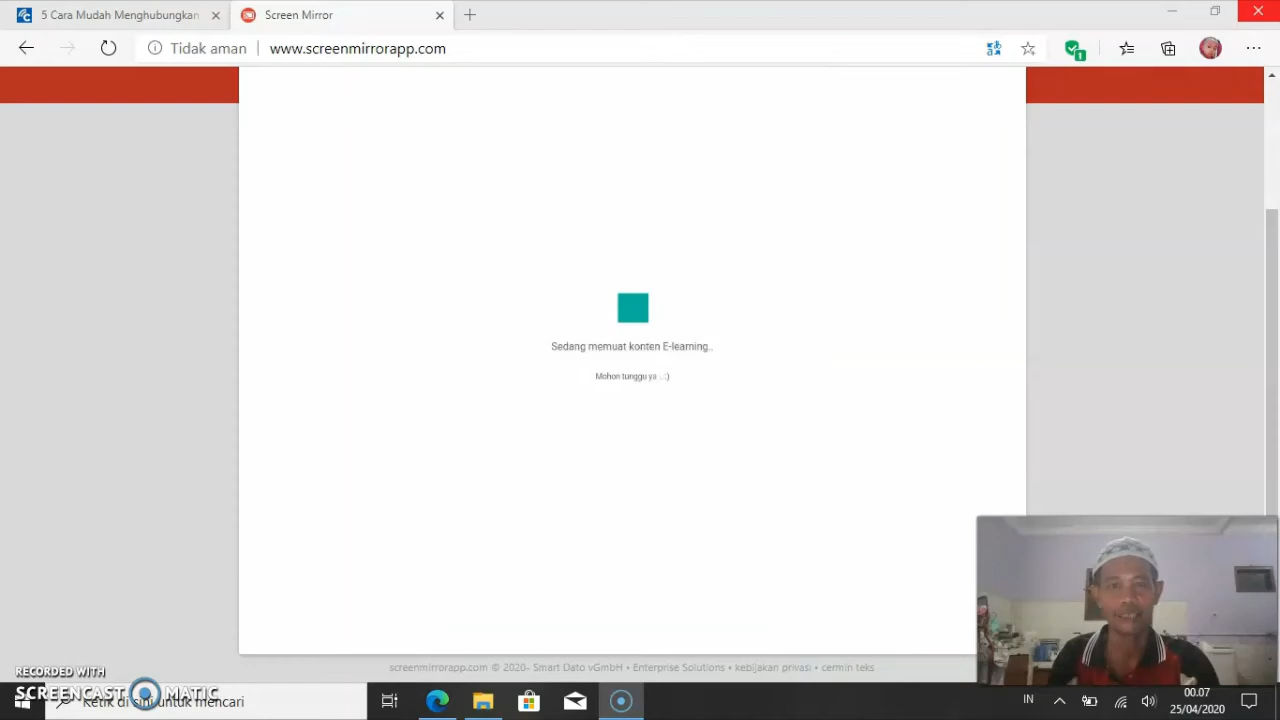 5 Cara Mudah Menghubungkan
Screen Mirror
Tidak aman
www.screenmirrorapp.com
Sedang memuat konten E-learning..
Mohon tunggu ya ...:)
screenmirrorapp.com © 2020- Smart Dato vGmbH • Enterprise Solutions • kebijakan privasi • cermin teks
RECORDED WITH
SCREENCAST MATIC
Ketik di sini untuk mencari
IN
00.07
25/04/2020
1